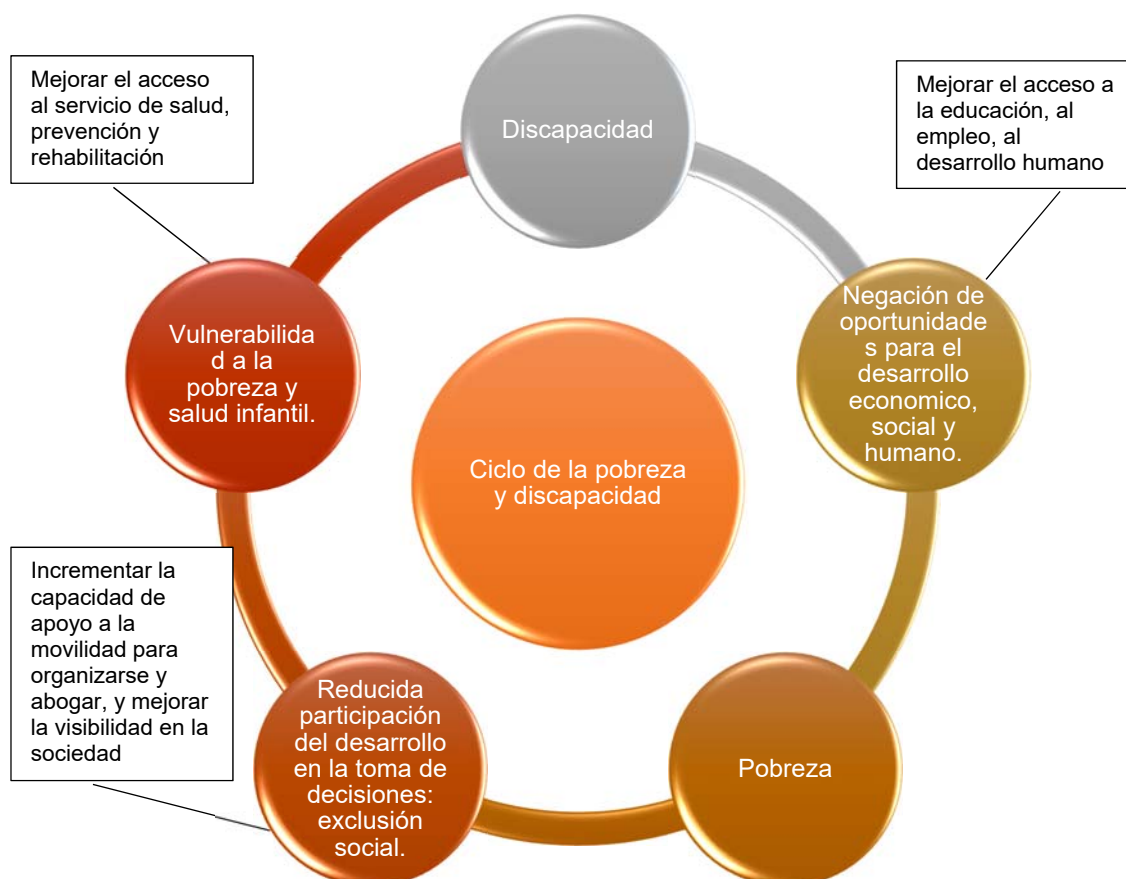 Mejorar el acceso
al servicio de salud,
prevención y
rehabilitación
Discapacidad
Mejorar el acceso a
la educación, al
empleo, al
desarrollo humano
Vulnerabilida
d a la
pobreza y
salud infantil.
Negación de
oportunidade
s para el
desarrollo
economico,
social y
humano.
Ciclo de la pobreza
y discapacidad
Incrementar la
capacidad de
apoyo a la
movilidad para
organizarse y
abogar, y mejorar
la visibilidad en la
sociedad
Reducida
participación
del desarrollo
en la toma de
decisiones:
exclusión
social.
Pobreza